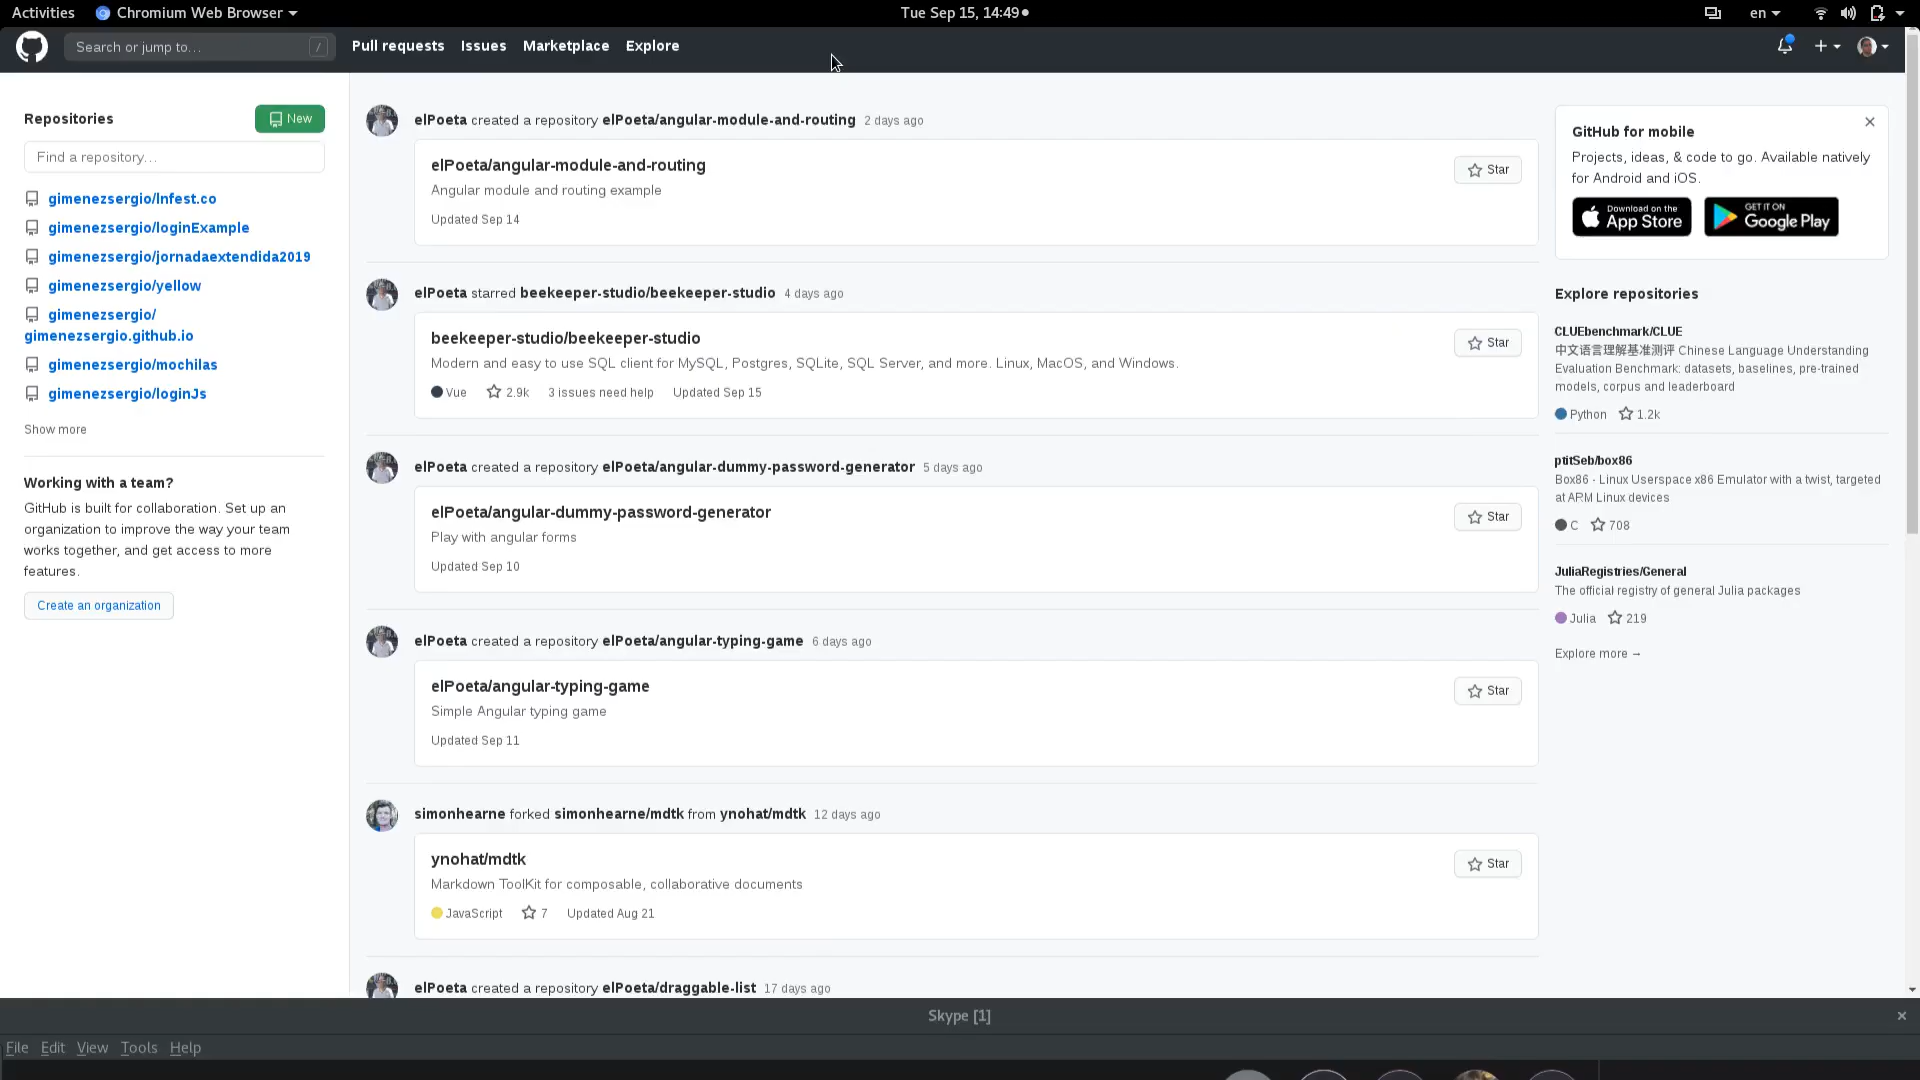 Activities
Chromium Web Browser
Tue Sep 15, 14:49
en
Search or jump to...
/
Pull requests
Issues
Marketplace
Explore
Repositories
New
Find a repository...
gimenezsergio/Infest.co
gimenezsergio/loginExample
gimenezsergio/jornadaextendida2019
gimenezsergio/yellow
gimenezsergio/
gimenezsergio.github.io
gimenezsergio/mochilas
gimenezsergio/loginJs
Show more
Working with a team?
GitHub is built for collaboration. Set up an
organization to improve the way your team
works together, and get access to more
features.
Create an organization
elPoeta created a repository elPoeta/angular-module-and-routing 2 days ago
elPoeta/angular-module-and-routing
Star
Angular module and routing example
Updated Sep 14
elPoeta starred beekeeper-studio/beekeeper-studio 4 days ago
beekeeper-studio/beekeeper-studio
Star
Modern and easy to use SQL client for MySQL, Postgres, SQLite, SQL Server, and more. Linux, MacOS, and Windows.
Vue 2.9k 3 issues need help Updated Sep 15
elPoeta created a repository elPoeta/angular-dummy-password-generator 5 days ago
elPoeta/angular-dummy-password-generator
Star
Play with angular forms
Updated Sep 10
elPoeta created a repository elPoeta/angular-typing-game 6 days ago
elPoeta/angular-typing-game
Star
Simple Angular typing game
Updated Sep 11
simonhearne forked simonhearne/mdtk from ynohat/mdtk 12 days ago
ynohat/mdtk
Star
Markdown ToolKit for composable, collaborative documents
JavaScript 7 Updated Aug 21
elPoeta created a repository elPoeta/draggable-list 17 days ago
GitHub for mobile
Projects, ideas, & code to go. Available natively
for Android and iOS.
Download on the
App Store
GET IT ON
Google Play
Explore repositories
CLUEbenchmark/CLUE
中文语言理解基准测评 Chinese Language Understanding
Evaluation Benchmark: datasets, baselines, pre-trained
models, corpus and leaderboard
Python 1.2k
ptitSeb/box86
Box86 - Linux Userspace x86 Emulator with a twist, targeted
at ARM Linux devices
C 708
JuliaRegistries/General
The official registry of general Julia packages
Julia 219
Explore more →
Skype [1]
File Edit View Tools Help